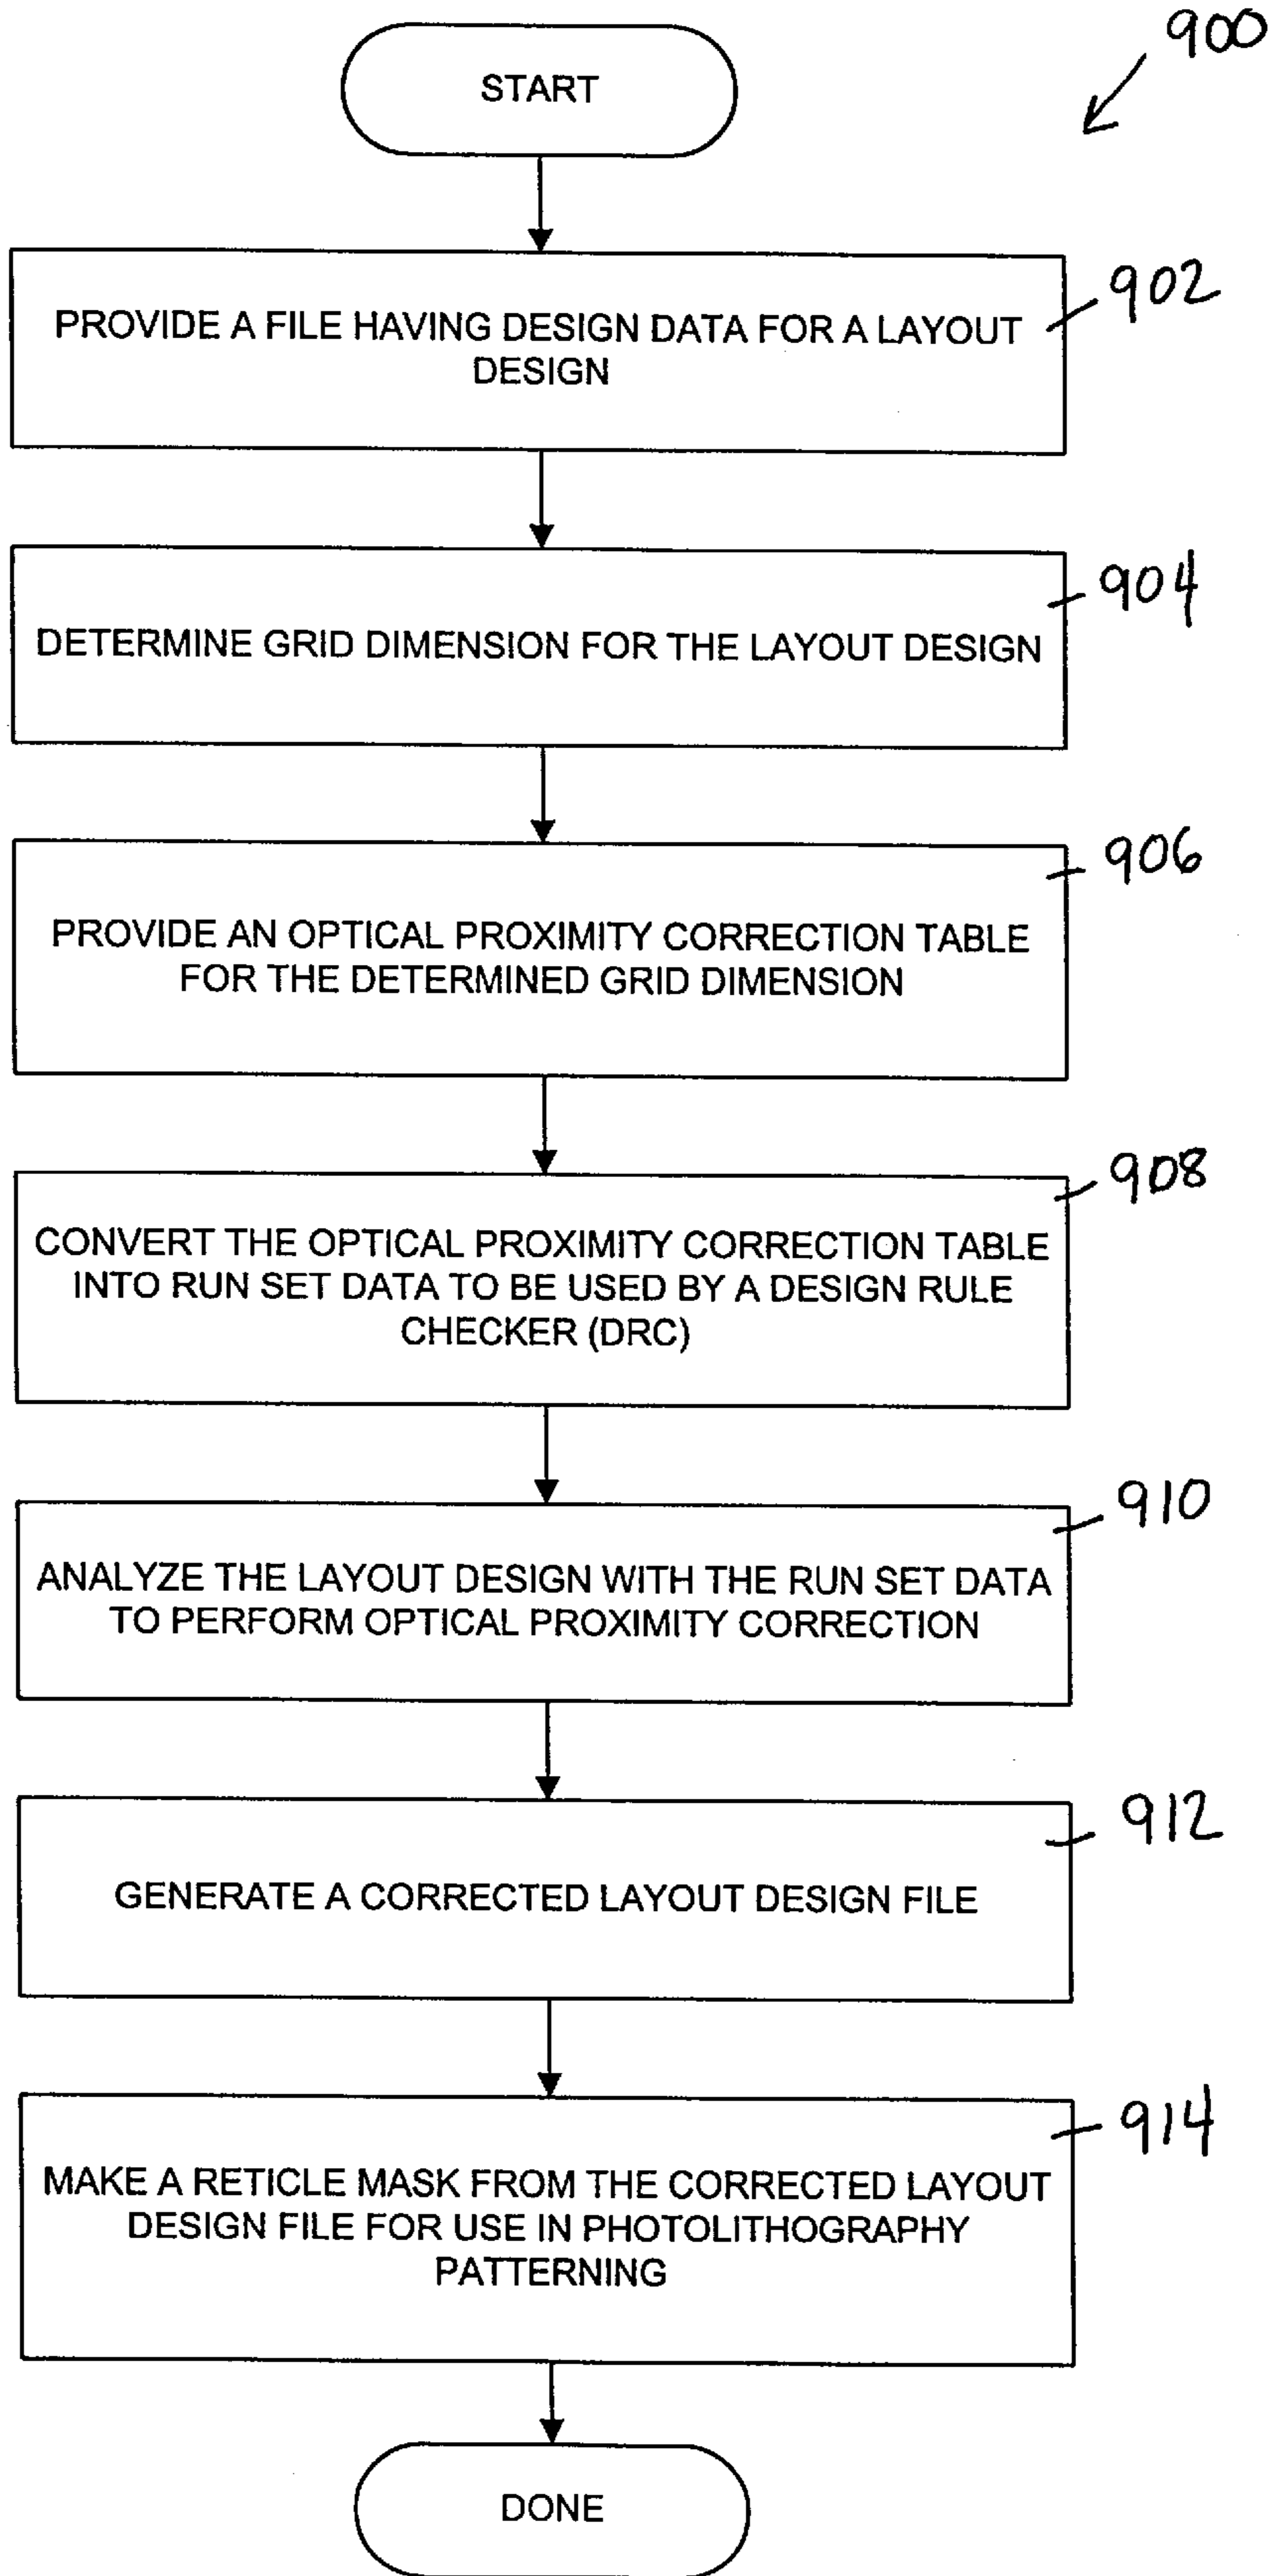 900
START
902
PROVIDE A FILE HAVING DESIGN DATA FOR A LAYOUT
DESIGN
904
DETERMINE GRID DIMENSION FOR THE LAYOUT DESIGN
906
PROVIDE AN OPTICAL PROXIMITY CORRECTION TABLE
FOR THE DETERMINED GRID DIMENSION
908
CONVERT THE OPTICAL PROXIMITY CORRECTION TABLE
INTO RUN SET DATA TO BE USED BY A DESIGN RULE
CHECKER (DRC)
910
ANALYZE THE LAYOUT DESIGN WITH THE RUN SET DATA
TO PERFORM OPTICAL PROXIMITY CORRECTION
912
GENERATE A CORRECTED LAYOUT DESIGN FILE
914
MAKE A RETICLE MASK FROM THE CORRECTED LAYOUT
DESIGN FILE FOR USE IN PHOTOLITHOGRAPHY
PATTERNING
DONE